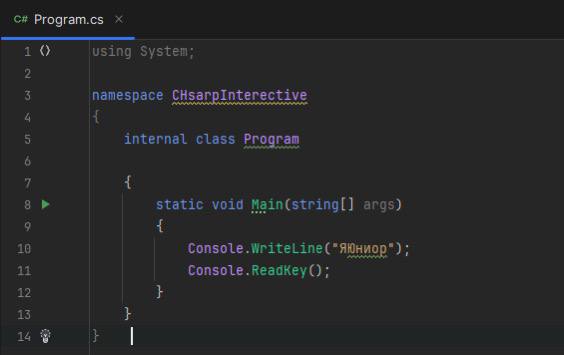 C# Program.cs ×
1 using System;
2
3 namespace CHsarpInterective
4 {
5 internal class Program
6
7 {
8 static void Main(string[] args)
9 {
10 Console.WriteLine("ЯЮниор");
11 Console.ReadKey();
12 }
13 }
14 }